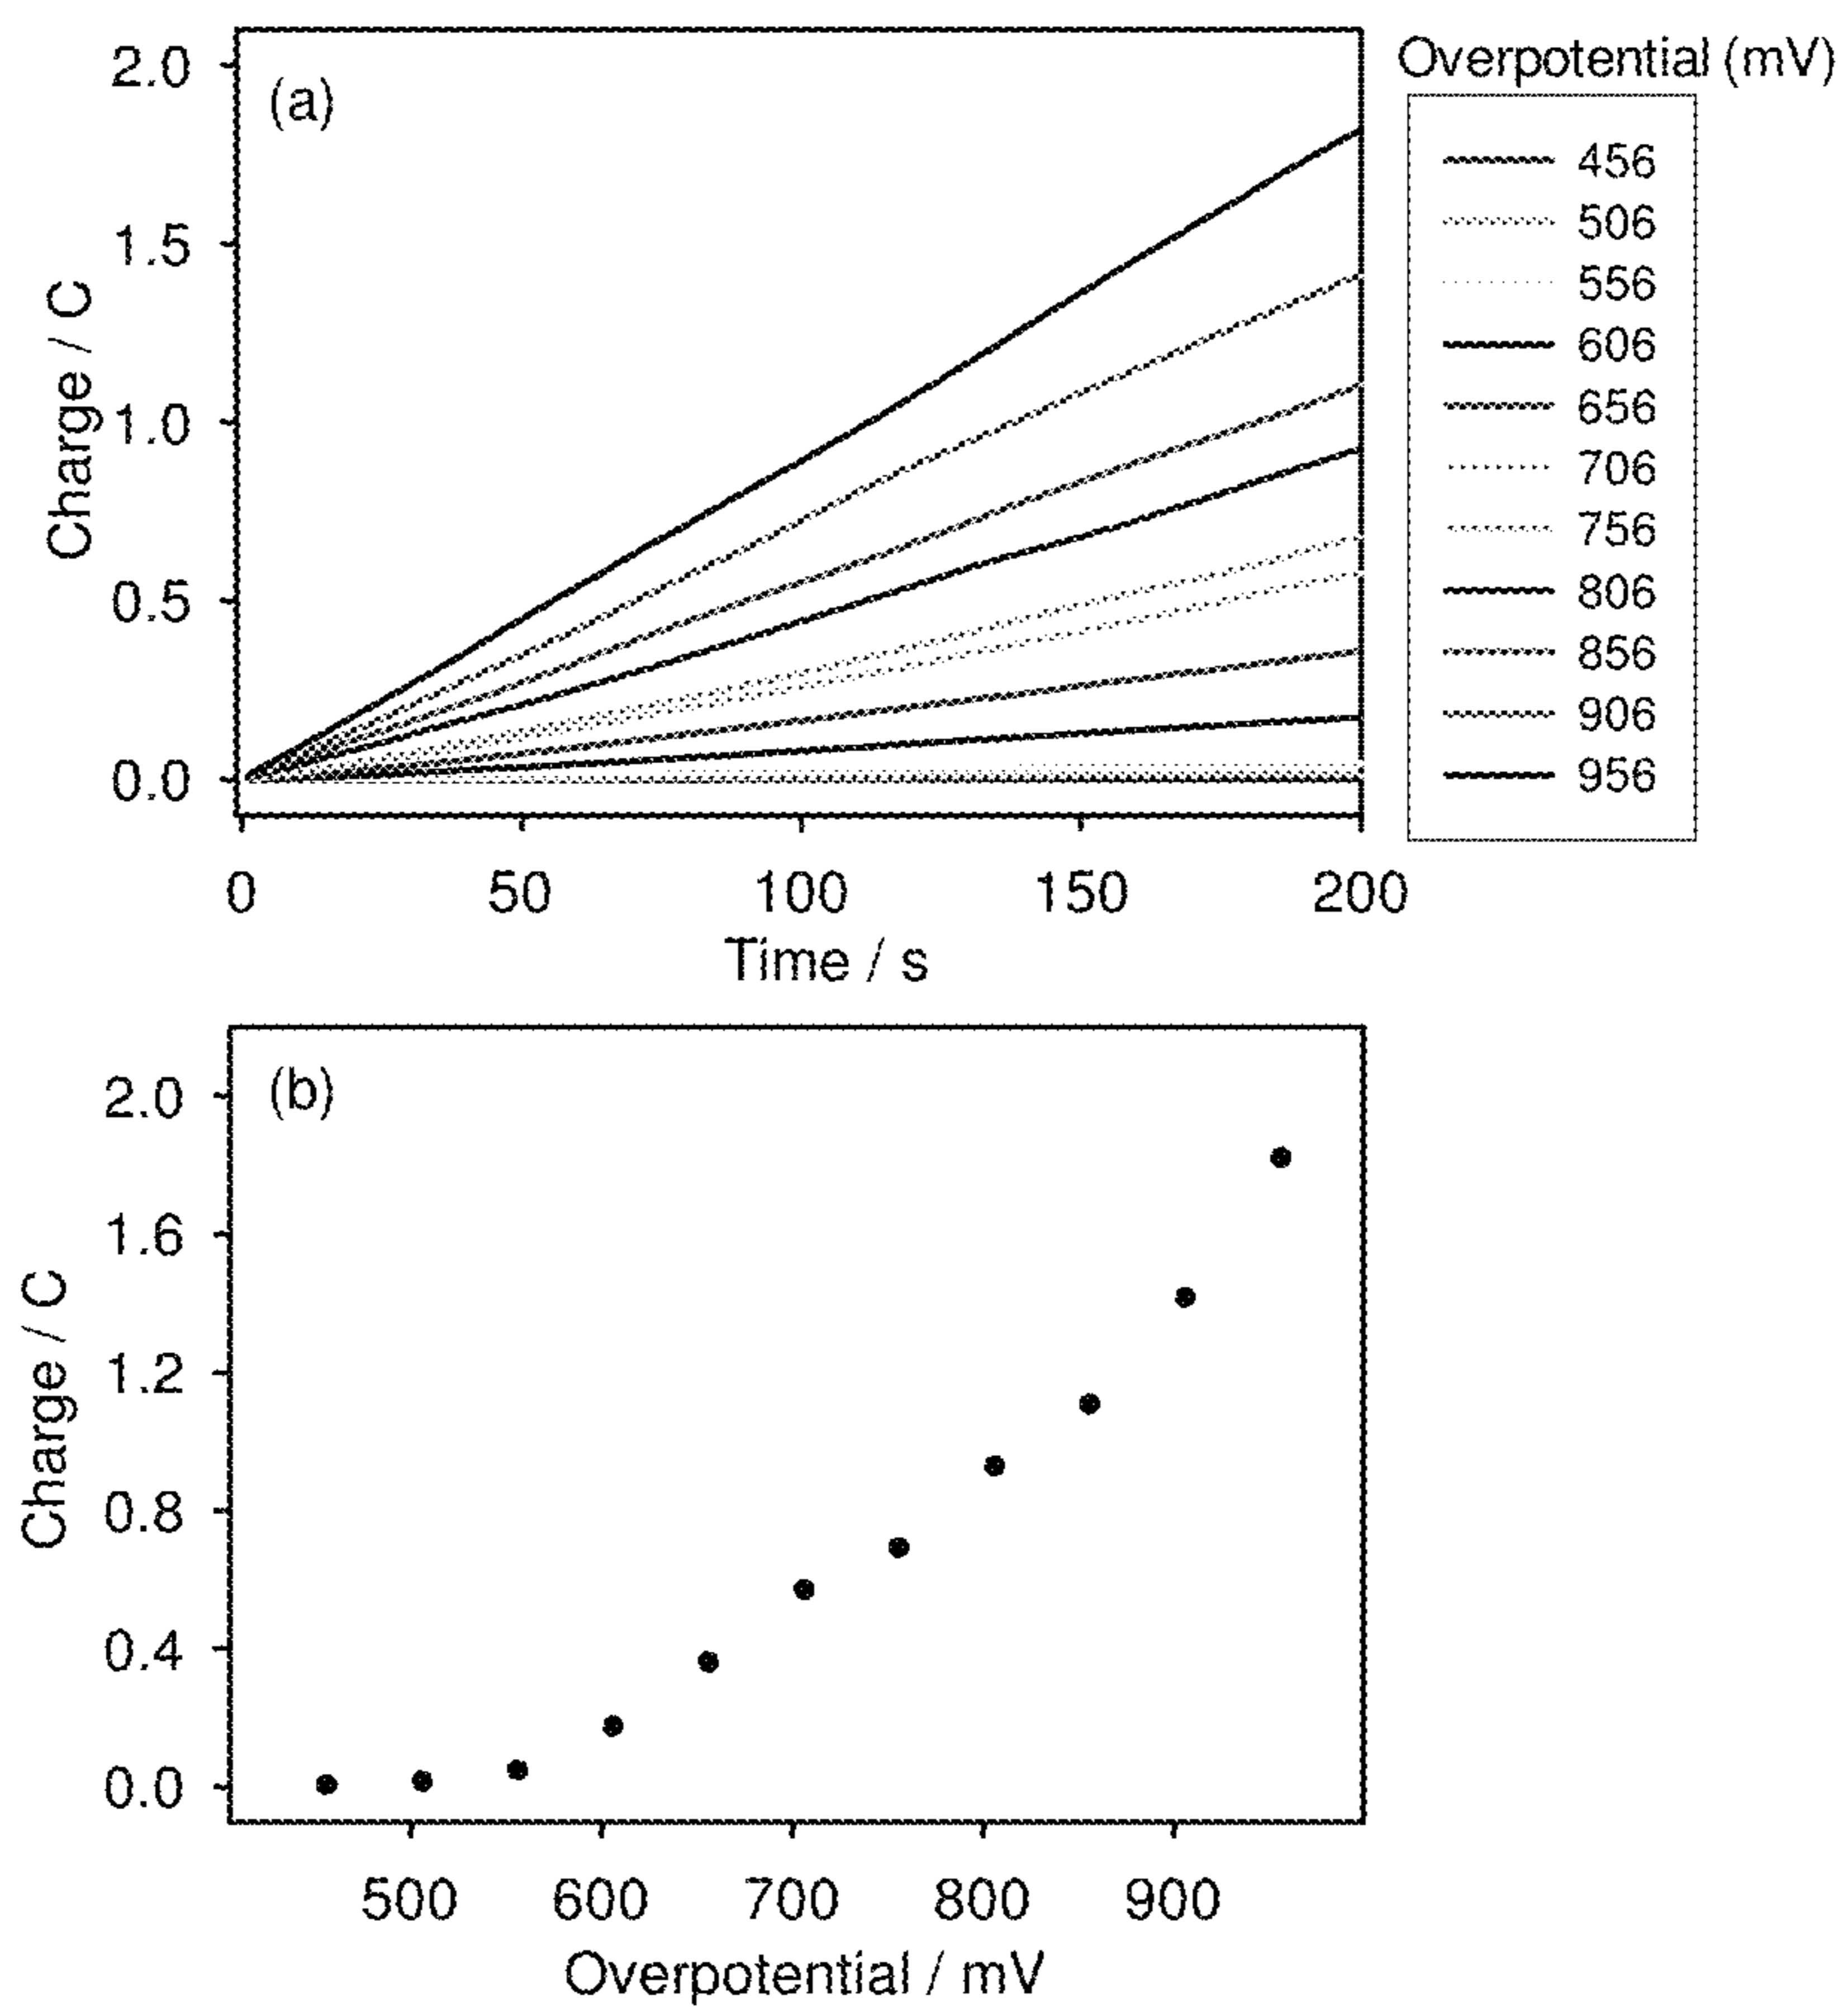 (a)
Charge / C
2.0
1.5
1.0
0.5
0.0
0 50 100 150 200
Time / s
Overpotential (mV)
456
506
556
606
656
706
756
806
856
906
956
(b)
Charge / C
2.0
1.6
1.2
0.8
0.4
0.0
500 600 700 800 900
Overpotential / mV